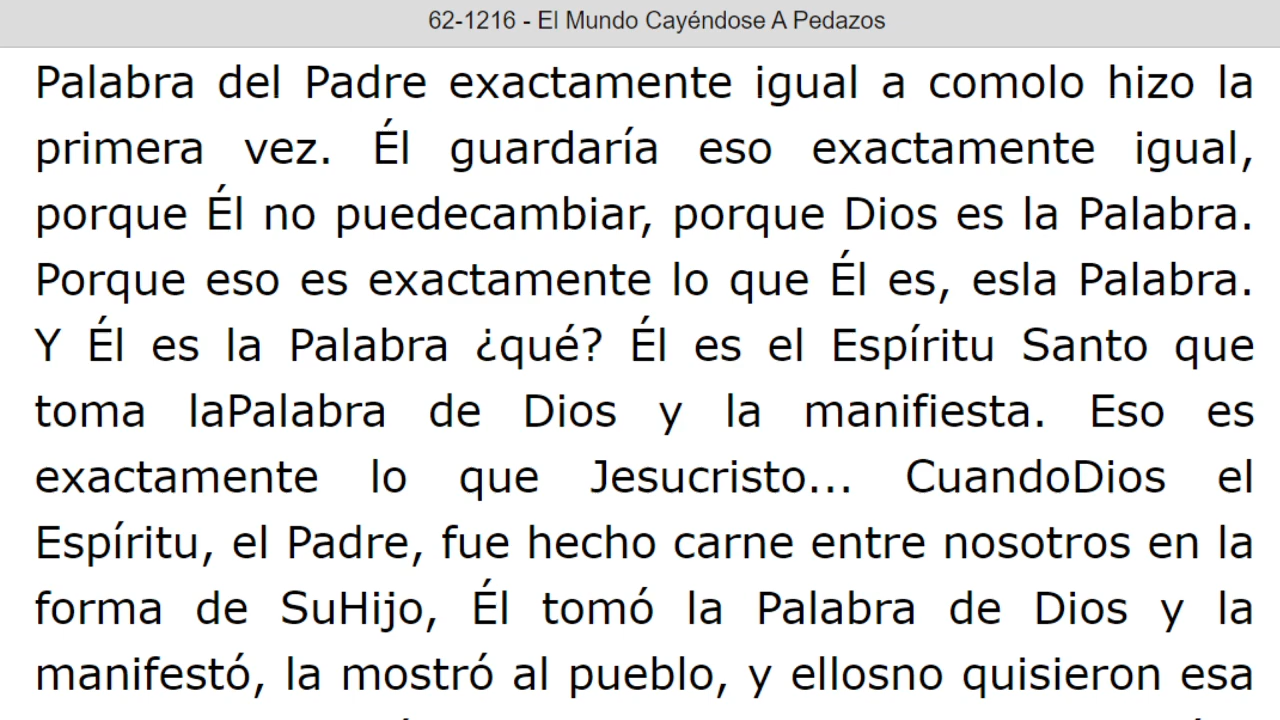 62-1216 - El Mundo Cayéndose A Pedazos
Palabra del Padre exactamente igual a comolo hizo la
primera vez. Él guardaría eso exactamente igual,
porque Él no puedecambiar, porque Dios es la Palabra.
Porque eso es exactamente lo que Él es, esla Palabra.
Y Él es la Palabra ¿qué? Él es el Espíritu Santo que
toma laPalabra de Dios y la manifiesta. Eso es
exactamente lo que Jesucristo... CuandoDios el
Espíritu, el Padre, fue hecho carne entre nosotros en la
forma de SuHijo, Él tomó la Palabra de Dios y la
manifestó, la mostró al pueblo, y ellosno quisieron esa